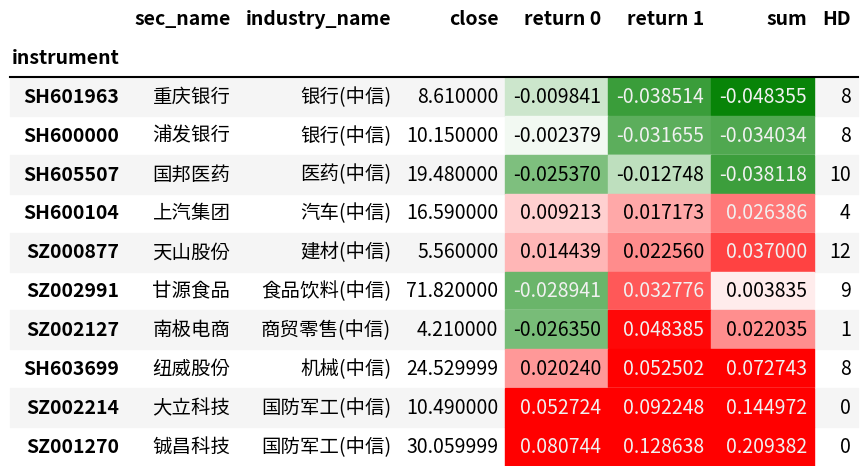 sec_name industry_name close return 0 return 1 sum HD
instrument
SH601963 重庆银行 银行(中信) 8.610000 -0.009841 -0.038514 -0.048355 8
SH600000 浦发银行 银行(中信) 10.150000 -0.002379 -0.031655 -0.034034 8
SH605507 国邦医药 医药(中信) 19.480000 -0.025370 -0.012748 -0.038118 10
SH600104 上汽集团 汽车(中信) 16.590000 0.009213 0.017173 0.026386 4
SZ000877 天山股份 建材(中信) 5.560000 0.014439 0.022560 0.037000 12
SZ002991 甘源食品 食品饮料(中信) 71.820000 -0.028941 0.032776 0.003835 9
SZ002127 南极电商 商贸零售(中信) 4.210000 -0.026350 0.048385 0.022035 1
SH603699 纽威股份 机械(中信) 24.529999 0.020240 0.052502 0.072743 8
SZ002214 大立科技 国防军工(中信) 10.490000 0.052724 0.092248 0.144972 0
SZ001270 铖昌科技 国防军工(中信) 30.059999 0.080744 0.128638 0.209382 0